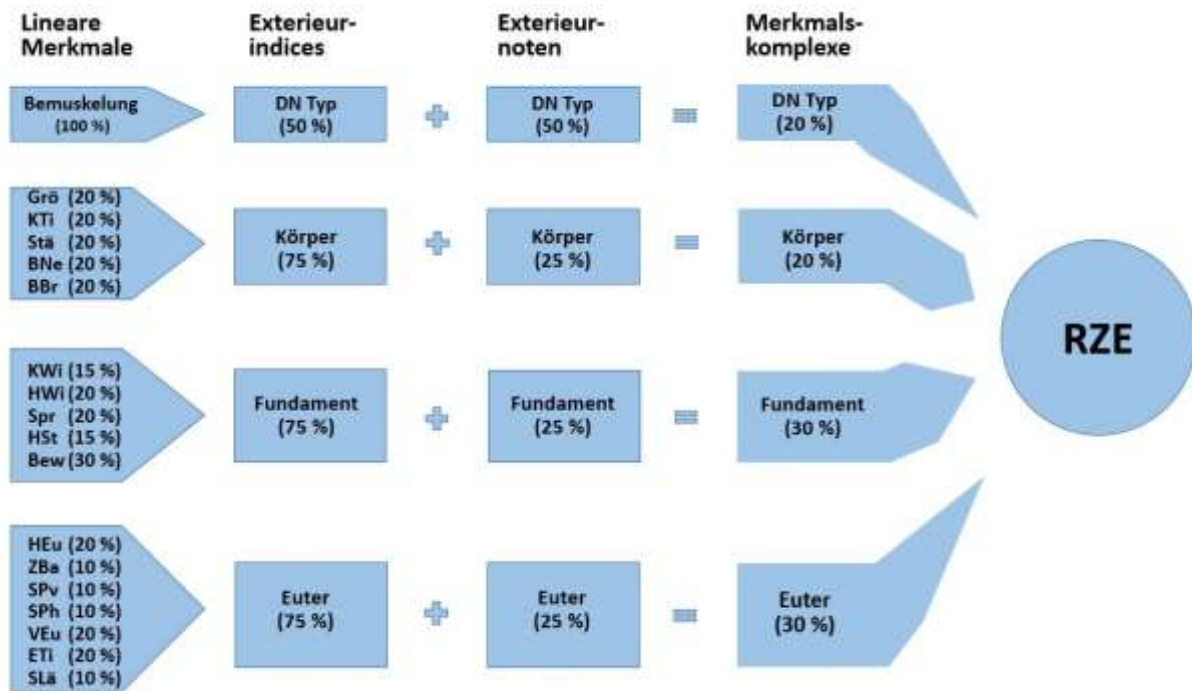 Lineare
Merkmale
Exterieur-
indices
Exterieur-
noten
Merkmals-
komplexe
Bemuskelung
(100 %)
DN Typ
(50 %)
DN Typ
(50 %)
DN Typ
(20 %)
Grö (20 %)
KTi (20 %)
Stä (20 %)
BNe (20 %)
BBr (20 %)
Körper
(75 %)
Körper
(25 %)
Körper
(20 %)
RZE
KWi (15 %)
HWi (20 %)
Spr (20 %)
HSt (15 %)
Bew (30 %)
Fundament
(75 %)
Fundament
(25 %)
Fundament
(30 %)
HEu (20 %)
ZBa (10 %)
SPv (10 %)
SPh (10 %)
VEu (20 %)
ETi (20 %)
SLä (10 %)
Euter
(75 %)
Euter
(25 %)
Euter
(30 %)